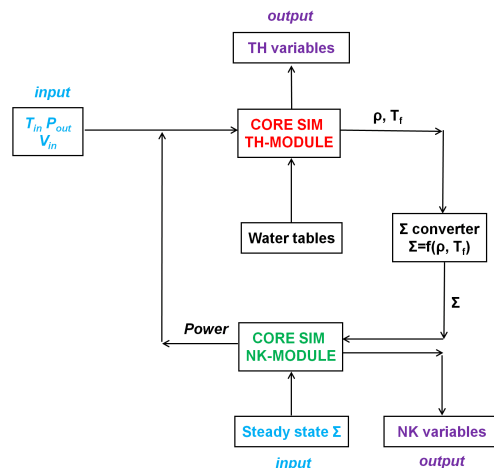 output
TH variables
input
T_in P_out
V_in
CORE SIM
TH-MODULE
ρ, T_f
Water tables
Σ converter
Σ=f(ρ, T_f)
Σ
Power
CORE SIM
NK-MODULE
Steady state Σ
NK variables
input
output